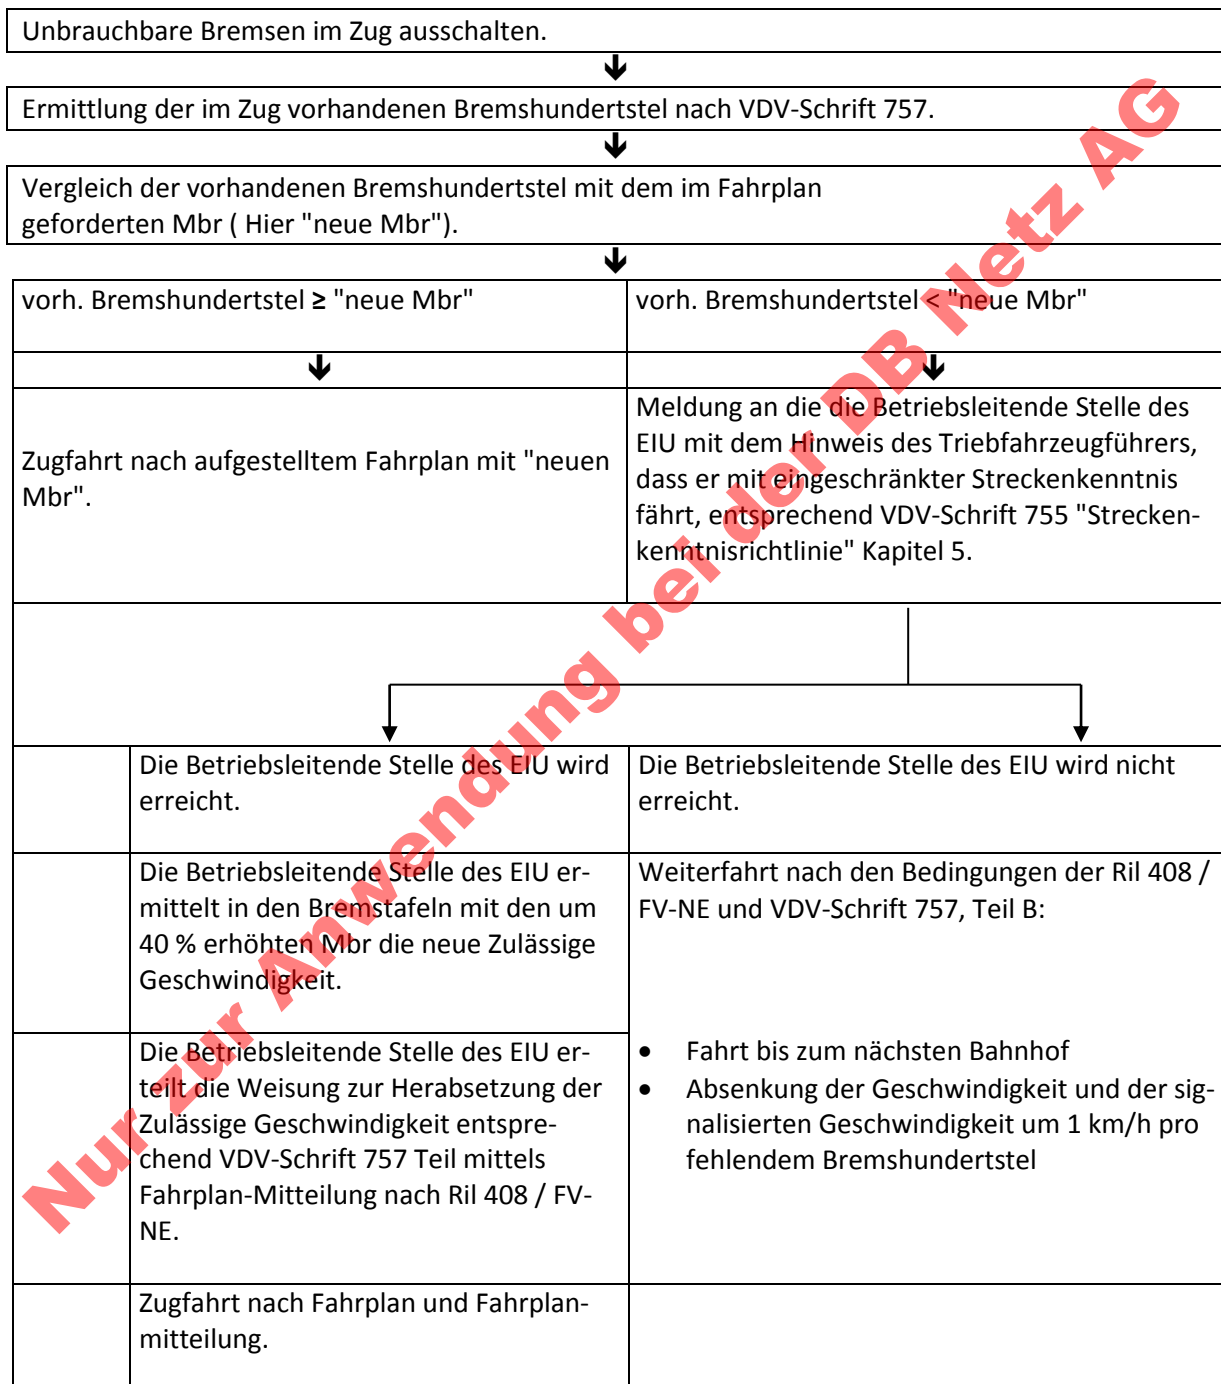 Unbrauchbare Bremsen im Zug ausschalten.
Ermittlung der im Zug vorhandenen Bremshundertstel nach VDV-Schrift 757.
Vergleich der vorhandenen Bremshundertstel mit dem im Fahrplan
geforderten Mbr ( Hier "neue Mbr").
vorh. Bremshundertstel ≥ "neue Mbr"
vorh. Bremshundertstel < "neue Mbr"
Zugfahrt nach aufgestelltem Fahrplan mit "neuen
Mbr".
Meldung an die die Betriebsleitende Stelle des
EIU mit dem Hinweis des Triebfahrzeugführers,
dass er mit eingeschränkter Streckenkenntnis
fährt, entsprechend VDV-Schrift 755 "Strecken-
kenntnisrichtlinie" Kapitel 5.
Die Betriebsleitende Stelle des EIU wird
erreicht.
Die Betriebsleitende Stelle des EIU wird nicht
erreicht.
Die Betriebsleitende Stelle des EIU er-
mittelt in den Bremstafeln mit den um
40 % erhöhten Mbr die neue Zulässige
Geschwindigkeit.
Die Betriebsleitende Stelle des EIU er-
teilt die Weisung zur Herabsetzung der
Zulässige Geschwindigkeit entspre-
chend VDV-Schrift 757 Teil mittels
Fahrplan-Mitteilung nach Ril 408 / FV-
NE.
Weiterfahrt nach den Bedingungen der Ril 408 /
FV-NE und VDV-Schrift 757, Teil B:
• Fahrt bis zum nächsten Bahnhof
• Absenkung der Geschwindigkeit und der sig-
nalisierten Geschwindigkeit um 1 km/h pro
fehlendem Bremshundertstel
Zugfahrt nach Fahrplan und Fahrplan-
mitteilung.
Nur zur Anwendung bei der DB Netz AG